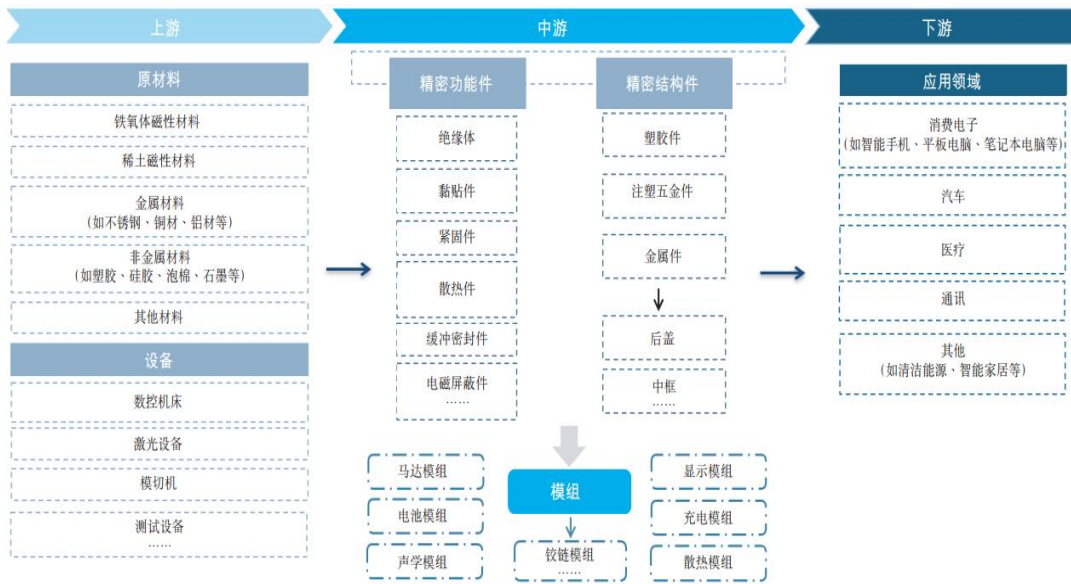 上游
中游
下游
原材料
铁氧体磁性材料
稀土磁性材料
金属材料
(如不锈钢、铜材、铝材等)
非金属材料
(如塑胶、硅胶、泡棉、石墨等)
其他材料
设备
数控机床
激光设备
模切机
测试设备
……
精密功能件
绝缘体
黏贴件
紧固件
散热件
缓冲密封件
电磁屏蔽件
……
精密结构件
塑胶件
注塑五金件
金属件
后盖
中框
……
模组
马达模组
电池模组
声学模组
铰链模组
……
显示模组
充电模组
散热模组
应用领域
消费电子
(如智能手机、平板电脑、笔记本电脑等)
汽车
医疗
通讯
其他
(如清洁能源、智能家居等)